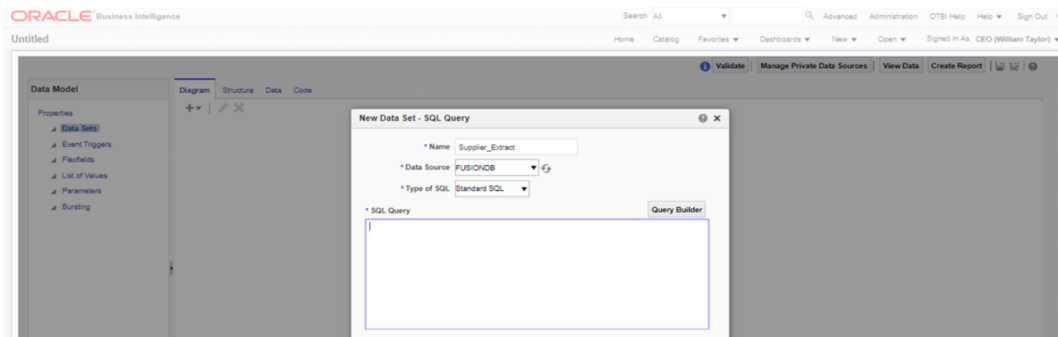 ORACLE Business Intelligence
Search All Advanced Administration OTBI Help Help Sign Out
Untitled
Home Catalog Favorites Dashboards New Open Signed In As CEO (William Taylor)
Validate Manage Private Data Sources View Data Create Report
Data Model
Diagram Structure Data Code
Properties
Data Sets
Event Triggers
Flexfields
List of Values
Parameters
Bursting
New Data Set - SQL Query
* Name Supplier_Extract
* Data Source FUSIONDB
* Type of SQL Standard SQL
* SQL Query
Query Builder